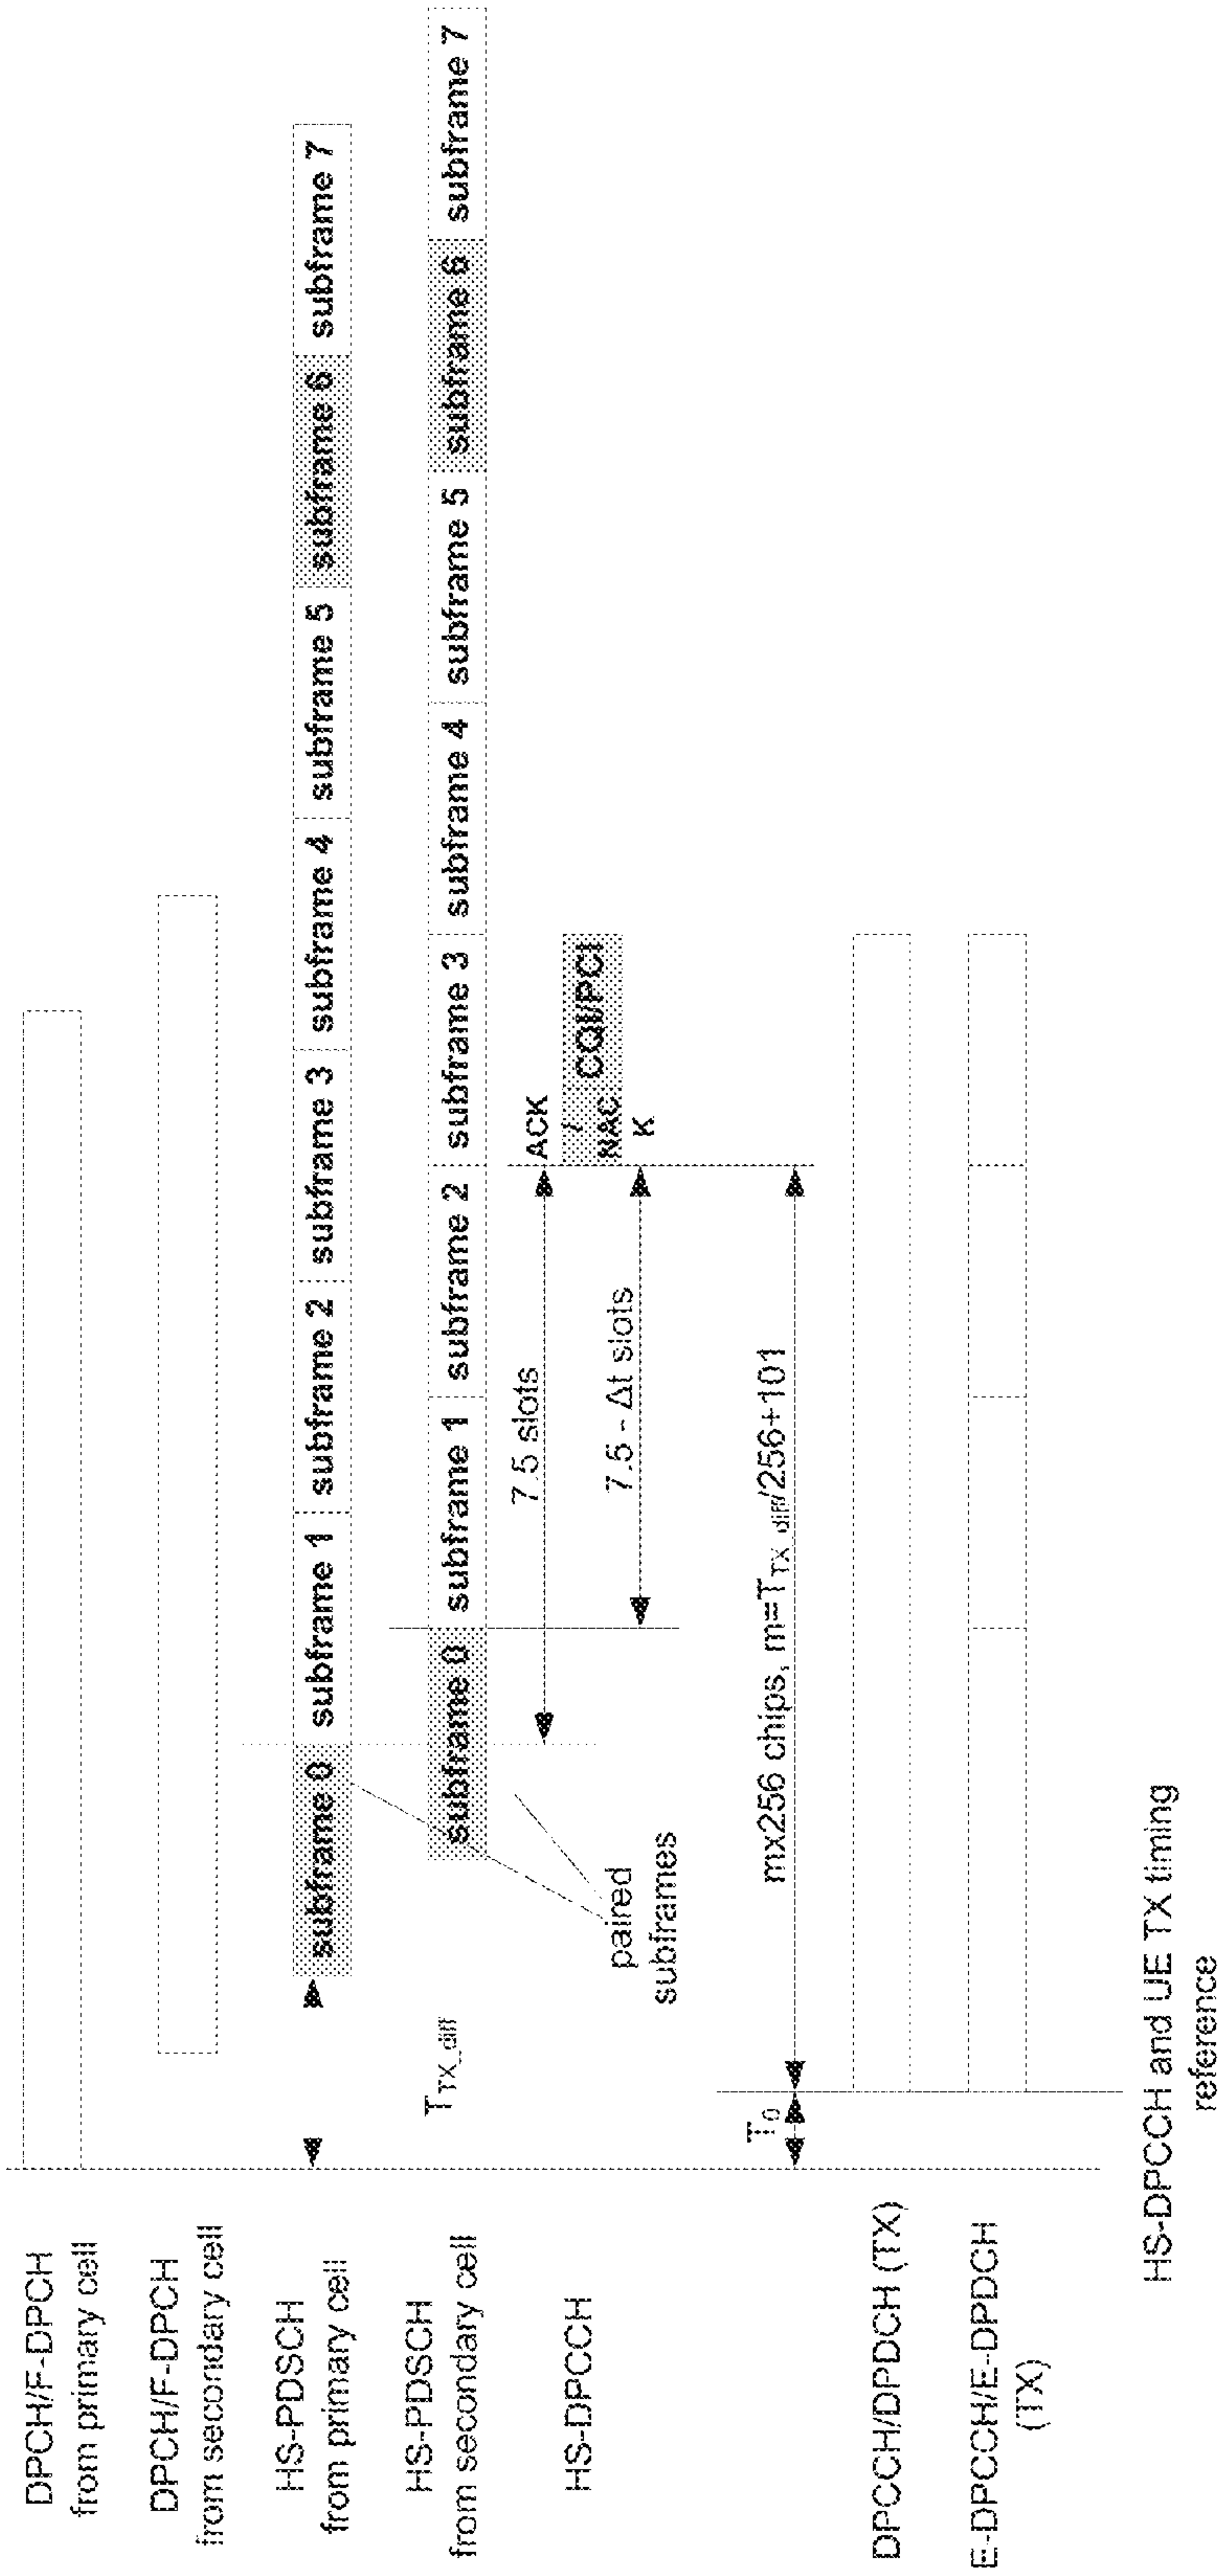 DPCH/F-DPCH
from primary cell
DPCH/F-DPCH
from secondary cell
HS-PDSCH
from primary cell
subframe 0
subframe 1
subframe 2
subframe 3
subframe 4
subframe 5
subframe 6
subframe 7
TTX_diff
HS-PDSCH
from secondary cell
subframe 0
subframe 1
subframe 2
subframe 3
subframe 4
subframe 5
subframe 6
subframe 7
paired
subframes
7.5 slots
7.5 - Δt slots
HS-DPCCH
ACK
/
NAC
K
CQI/PCI
T0
mx256 chips, m=TTX_diff/256+101
DPCCH/DPDCH (TX)
E-DPCCH/E-DPDCH
(TX)
HS-DPCCH and UE TX timing
reference